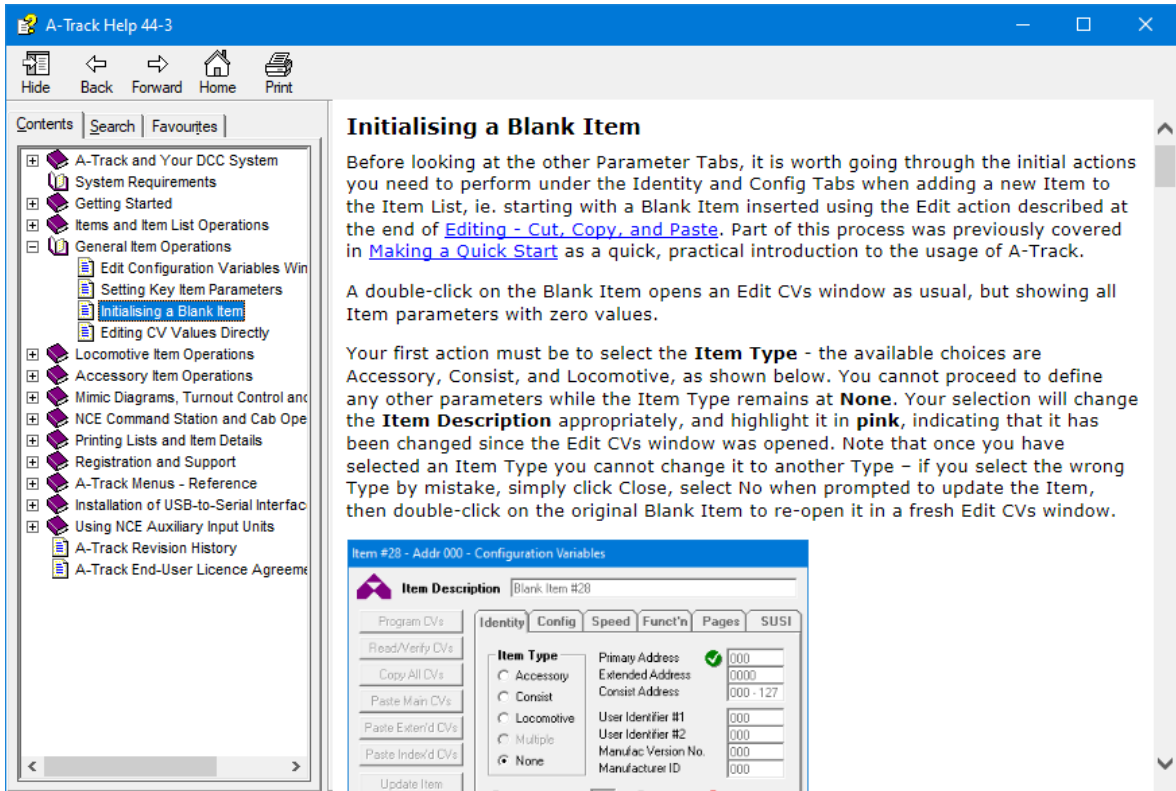 A-Track Help 44-3
Hide Back Forward Home Print
Contents Search Favourites
A-Track and Your DCC System
System Requirements
Getting Started
Items and Item List Operations
General Item Operations
Edit Configuration Variables Win
Setting Key Item Parameters
Initialising a Blank Item
Editing CV Values Directly
Locomotive Item Operations
Accessory Item Operations
Mimic Diagrams, Turnout Control and
NCE Command Station and Cab Ope
Printing Lists and Item Details
Registration and Support
A-Track Menus - Reference
Installation of USB-to-Serial Interfac
Using NCE Auxiliary Input Units
A-Track Revision History
A-Track End-User Licence Agreeme
Initialising a Blank Item
Before looking at the other Parameter Tabs, it is worth going through the initial actions
you need to perform under the Identity and Config Tabs when adding a new Item to
the Item List, ie. starting with a Blank Item inserted using the Edit action described at
the end of Editing - Cut, Copy, and Paste. Part of this process was previously covered
in Making a Quick Start as a quick, practical introduction to the usage of A-Track.
A double-click on the Blank Item opens an Edit CVs window as usual, but showing all
Item parameters with zero values.
Your first action must be to select the Item Type - the available choices are
Accessory, Consist, and Locomotive, as shown below. You cannot proceed to define
any other parameters while the Item Type remains at None. Your selection will change
the Item Description appropriately, and highlight it in pink, indicating that it has
been changed since the Edit CVs window was opened. Note that once you have
selected an Item Type you cannot change it to another Type – if you select the wrong
Type by mistake, simply click Close, select No when prompted to update the Item,
then double-click on the original Blank Item to re-open it in a fresh Edit CVs window.
Item #28 - Addr 000 - Configuration Variables
Item Description Blank Item #28
Program CVs
Read/Verify CVs
Copy All CVs
Paste Main CVs
Paste Exten'd CVs
Paste Index'd CVs
Update Item
Identity Config Speed Funct'n Pages SUSI
Item Type
Accessory
Consist
Locomotive
Multiple
None
Primary Address 000
Extended Address 0000
Consist Address 000 - 127
User Identifier #1 000
User Identifier #2 000
Manufac Version No. 000
Manufacturer ID 000